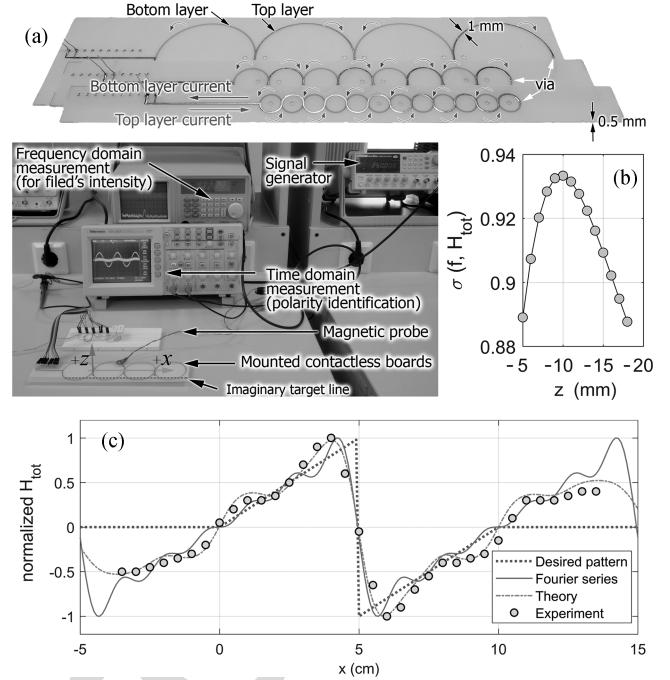 (a)
Botom layer
Top layer
1 mm
Bottom layer current
Top layer current
via
0.5 mm
Frequency domain
measurement
(for filed's intensity)
Signal
generator
Time domain
measurement
(polarity identification)
Magnetic probe
+z
+x
Mounted contactless boards
Imaginary target line
(b)
0.94
0.92
0.9
0.88
σ (f, H_tot)
- 5
-10
-15
- 20
z (mm)
(c)
1
0.5
0
-0.5
-1
normalized H_tot
Desired pattern
Fourier series
Theory
Experiment
-5
0
5
10
15
x (cm)